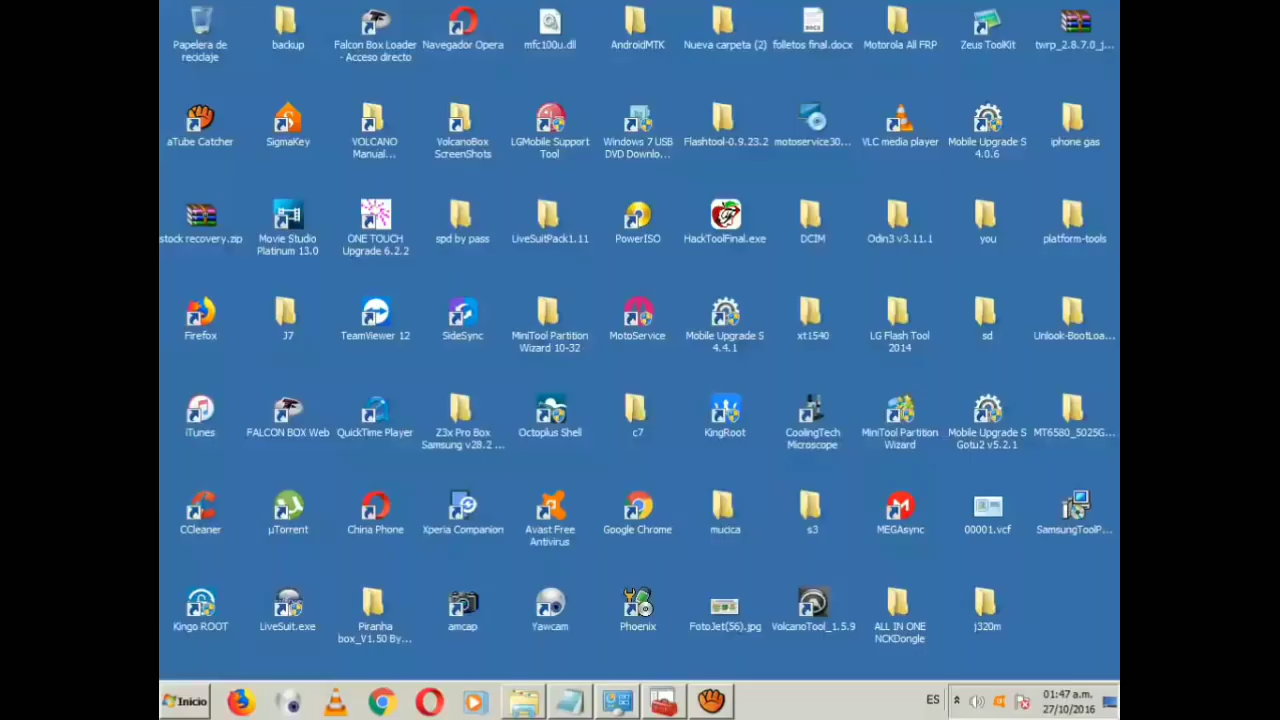 Papelera de
reciclaje
backup
Falcon Box Loader
- Acceso directo
Navegador Opera
mfc100u.dll
AndroidMTK
Nueva carpeta (2)
folletos final.docx
Motorola All FRP
Zeus ToolKit
twrp_2.8.7.0_j...
aTube Catcher
SigmaKey
VOLCANO
Manual...
VolcanoBox
ScreenShots
LGMobile Support
Tool
Windows 7 USB
DVD Downlo...
Flashtool-0.9.23.2
motoservice30...
VLC media player
Mobile Upgrade S
4.0.6
iphone gas
stock recovery.zip
Movie Studio
Platinum 13.0
ONE TOUCH
Upgrade 6.2.2
spd by pass
LiveSuitPack1.11
PowerISO
HackToolFinal.exe
DCIM
Odin3 v3.11.1
you
platform-tools
Firefox
J7
TeamViewer 12
SideSync
MiniTool Partition
Wizard 10-32
MotoService
Mobile Upgrade S
4.4.1
xt1540
LG Flash Tool
2014
sd
Unlook-BootLoa...
iTunes
FALCON BOX Web
QuickTime Player
Z3x Pro Box
Samsung v28.2 ...
Octoplus Shell
c7
KingRoot
CoolingTech
Microscope
MiniTool Partition
Wizard
Mobile Upgrade S
Gotu2 v5.2.1
MT6580_5025G...
CCleaner
µTorrent
China Phone
Xperia Companion
Avast Free
Antivirus
Google Chrome
mucica
s3
MEGAsync
00001.vcf
SamsungToolP...
Kingo ROOT
LiveSuit.exe
Piranha
box_V1.50 By...
amcap
Yawcam
Phoenix
FotoJet(56).jpg
VolcanoTool_1.5.9
ALL IN ONE
NCKDongle
j320m
Inicio
ES
01:47 a.m.
27/10/2016